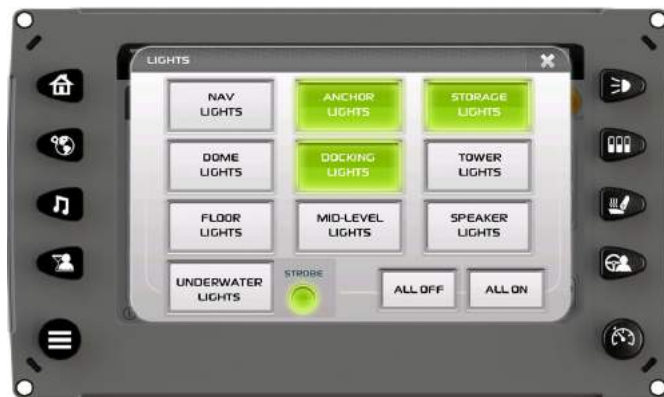 LIGHTS
NAV
LIGHTS
ANCHOR
LIGHTS
STORAGE
LIGHTS
DOME
LIGHTS
DOCKING
LIGHTS
TOWER
LIGHTS
FLOOR
LIGHTS
MID-LEVEL
LIGHTS
SPEAKER
LIGHTS
UNDERWATER
LIGHTS
STROBE
ALL OFF
ALL ON